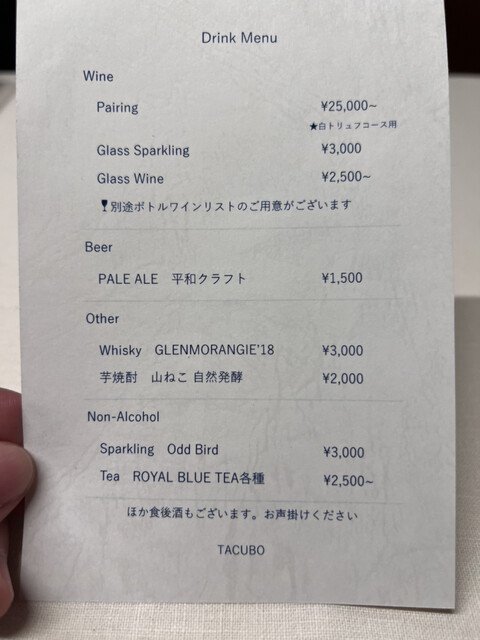 Drink Menu
Wine
Pairing ¥25,000~
★白トリュフコース用
Glass Sparkling ¥3,000
Glass Wine ¥2,500~
🍷別途ボトルワインリストのご用意がございます
Beer
PALE ALE 平和クラフト ¥1,500
Other
Whisky GLENMORANGIE'18 ¥3,000
芋焼酎 山ねこ 自然発酵 ¥2,000
Non-Alcohol
Sparkling Odd Bird ¥3,000
Tea ROYAL BLUE TEA各種 ¥2,500~
ほか食後酒もございます。お声掛けください
TACUBO